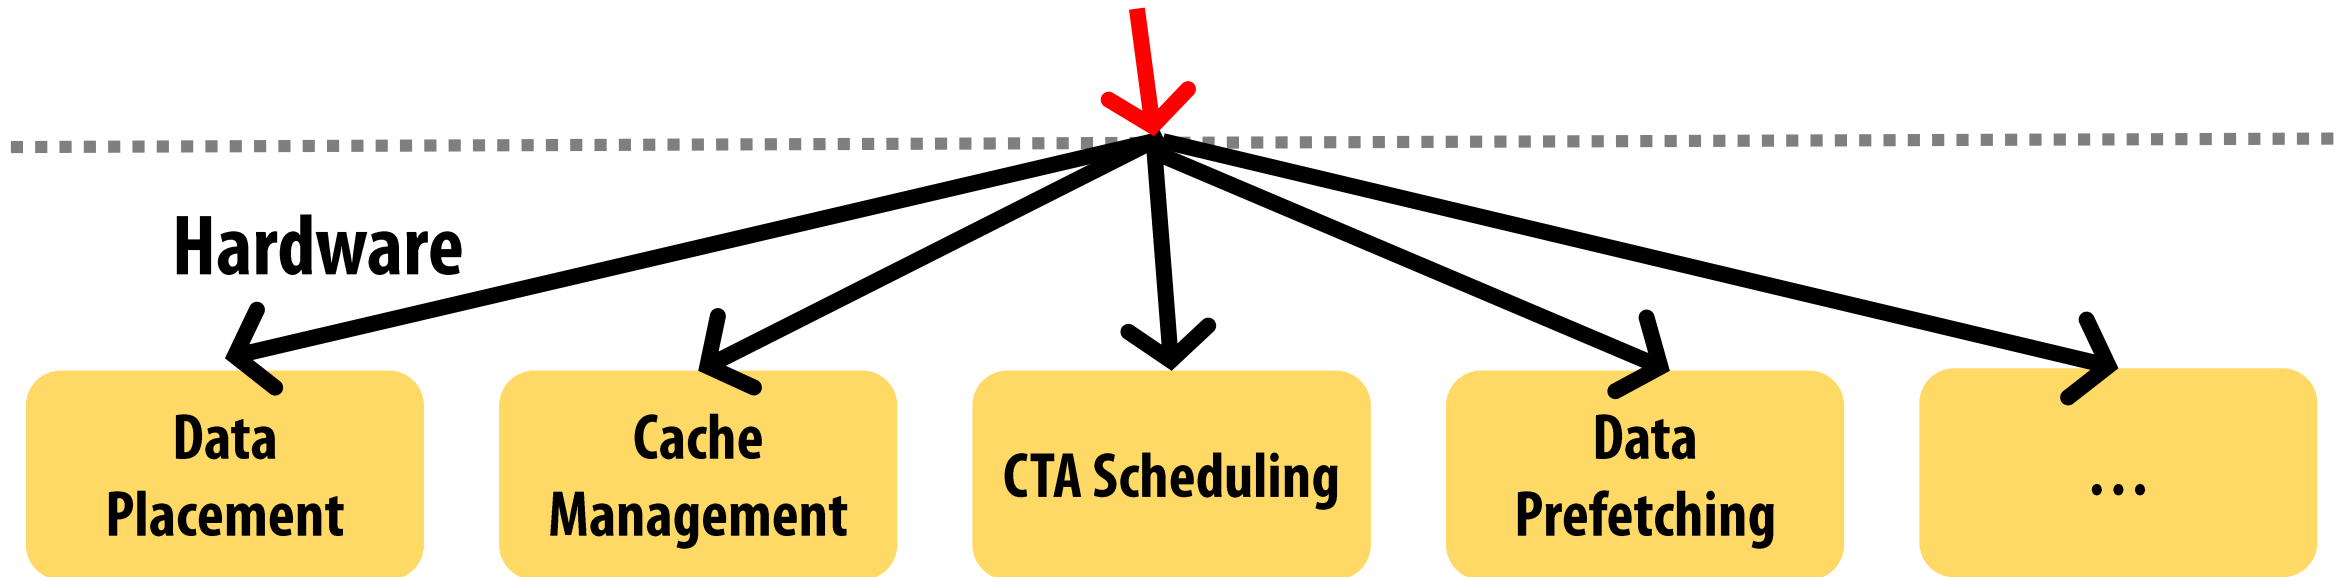 Hardware
Data
Placement
Cache
Management
CTA Scheduling
Data
Prefetching
...